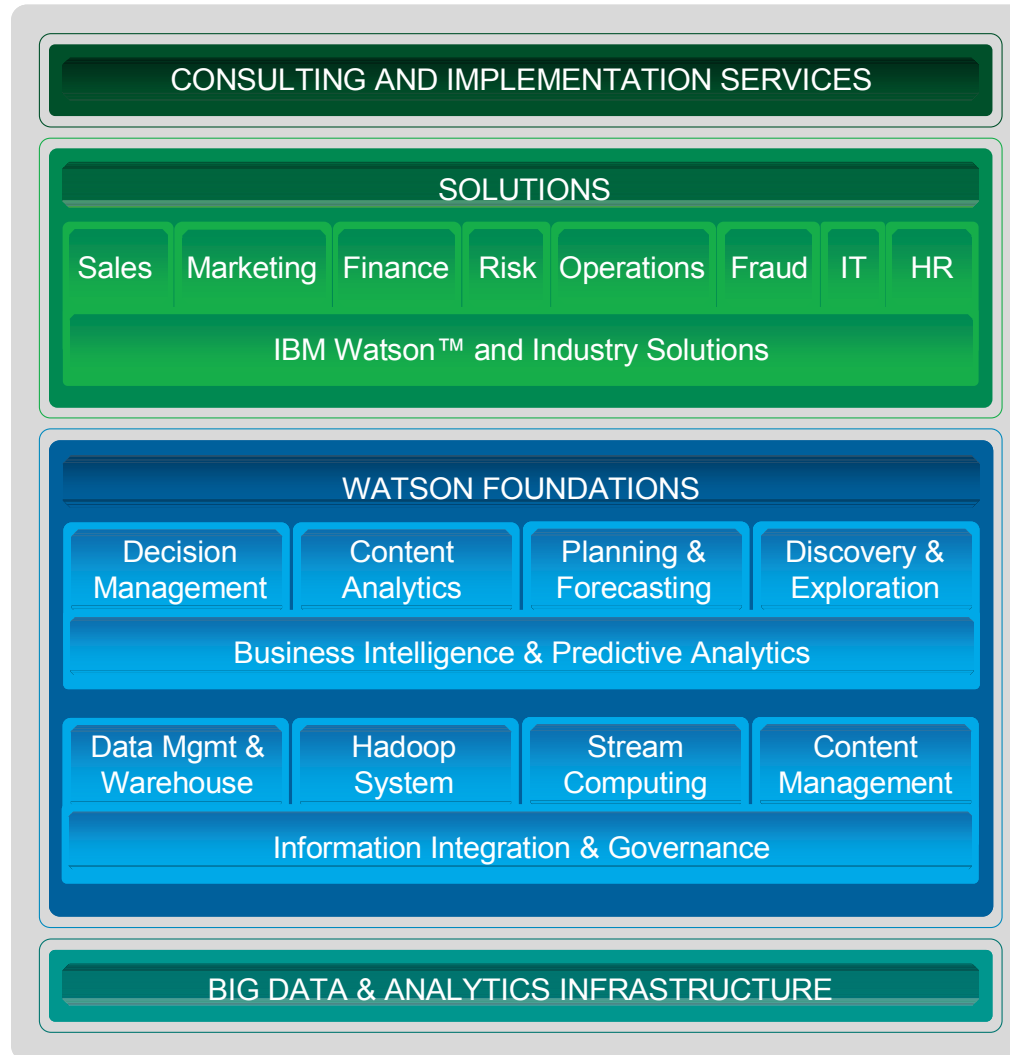 CONSULTING AND IMPLEMENTATION SERVICES
SOLUTIONS
Sales Marketing Finance Risk Operations Fraud IT HR
IBM Watson™ and Industry Solutions
WATSON FOUNDATIONS
Decision
Management
Content
Analytics
Planning &
Forecasting
Discovery &
Exploration
Business Intelligence & Predictive Analytics
Data Mgmt &
Warehouse
Hadoop
System
Stream
Computing
Content
Management
Information Integration & Governance
BIG DATA & ANALYTICS INFRASTRUCTURE